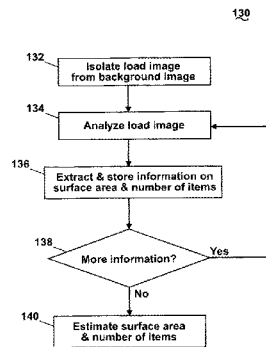 130
132
Isolate load image
from background image
134
Analyze load image
136
Extract & store information on
surface area & number of items
138
More information?
Yes
No
140
Estimate surface area
& number of items